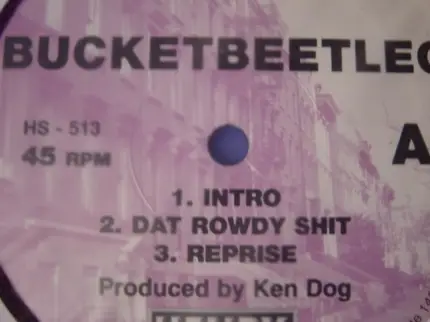 BUCKETBEETLE
HS - 513
45 RPM
A
1. INTRO
2. DAT ROWDY SHIT
3. REPRISE
Produced by Ken Dog